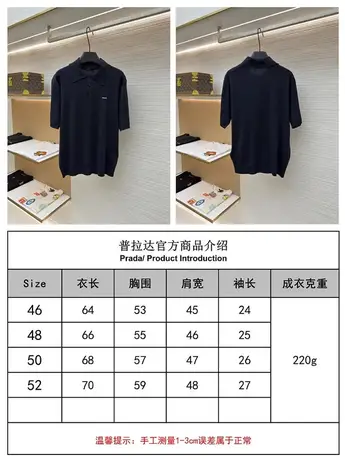 普拉达官方商品介绍
Prada/ Product Introduction
Size 衣长 胸围 肩宽 袖长 成衣克重
46 64 53 45 24
48 66 55 46 25
50 68 57 47 26
52 70 59 48 27
220g
温馨提示：手工测量1-3cm误差属于正常